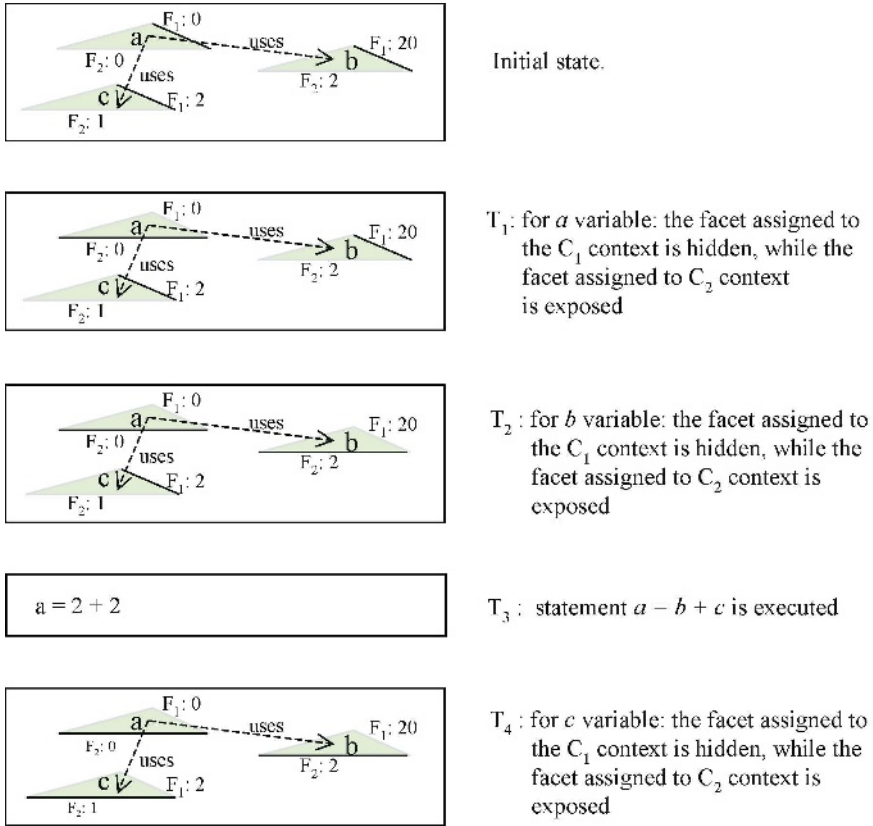 F₁: 0
a
uses
F₁: 20
b
F₂: 0
uses
F₂: 2
c
F₁: 2
F₂: 1
Initial state.
F₁: 0
a
uses
F₁: 20
b
F₂: 0
uses
F₂: 2
c
F₁: 2
F₂: 1
T₁: for a variable: the facet assigned to
the C₁ context is hidden, while the
facet assigned to C₂ context
is exposed
F₁: 0
a
uses
F₁: 20
b
F₂: 0
uses
F₂: 2
c
F₁: 2
F₂: 1
T₂ : for b variable: the facet assigned to
the C₁ context is hidden, while the
facet assigned to C₂ context is
exposed
a = 2 + 2
T₃ : statement a – b + c is executed
F₁: 0
a
uses
F₁: 20
b
F₂: 0
uses
F₂: 2
c
F₁: 2
F₂: 1
T₄ : for c variable: the facet assigned to
the C₁ context is hidden, while the
facet assigned to C₂ context is
exposed